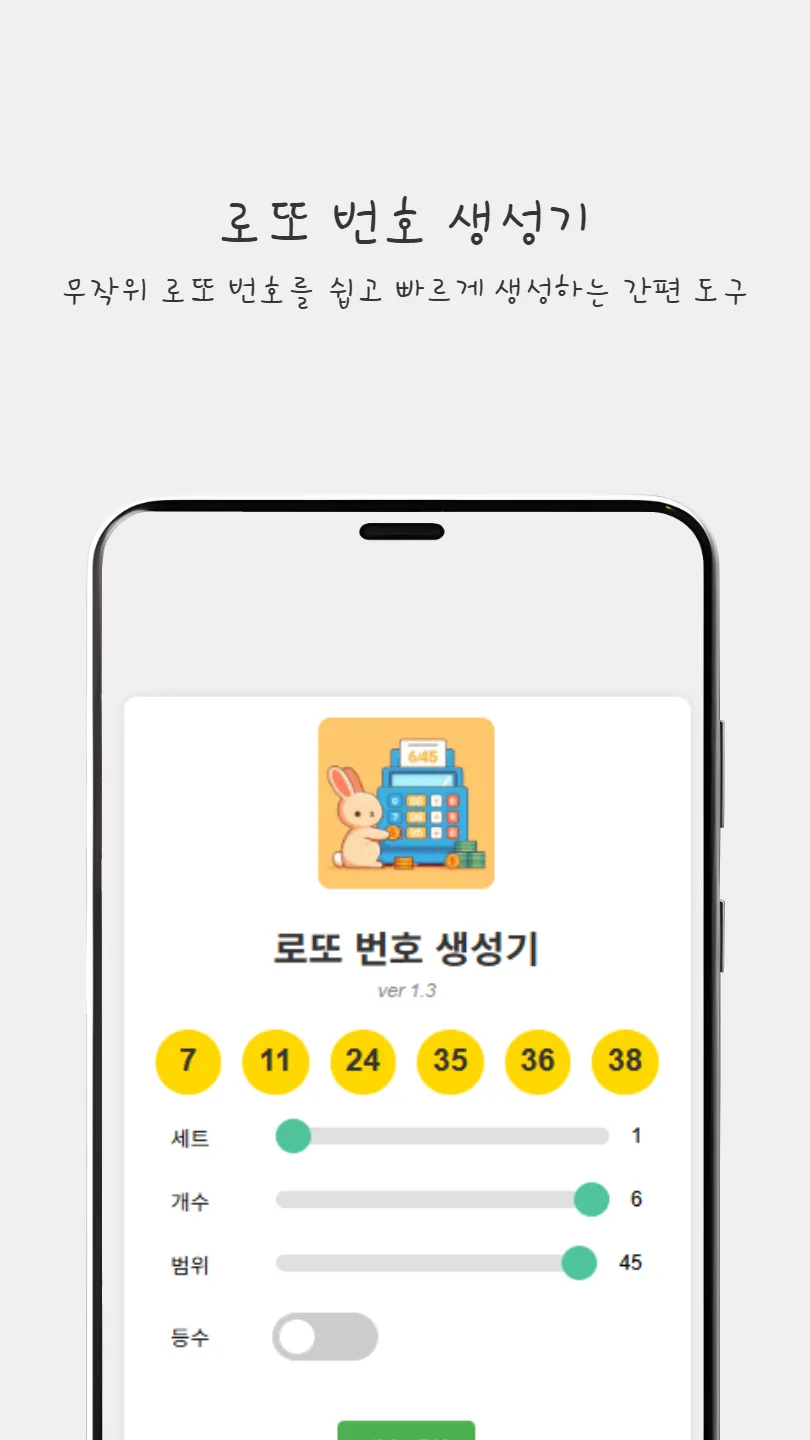 로또 번호 생성기
무작위 로또 번호를 쉽고 빠르게 생성하는 간편 도구
6:45
로또 번호 생성기
ver 1.3
7 11 24 35 36 38
세트 1
개수 6
범위 45
등수